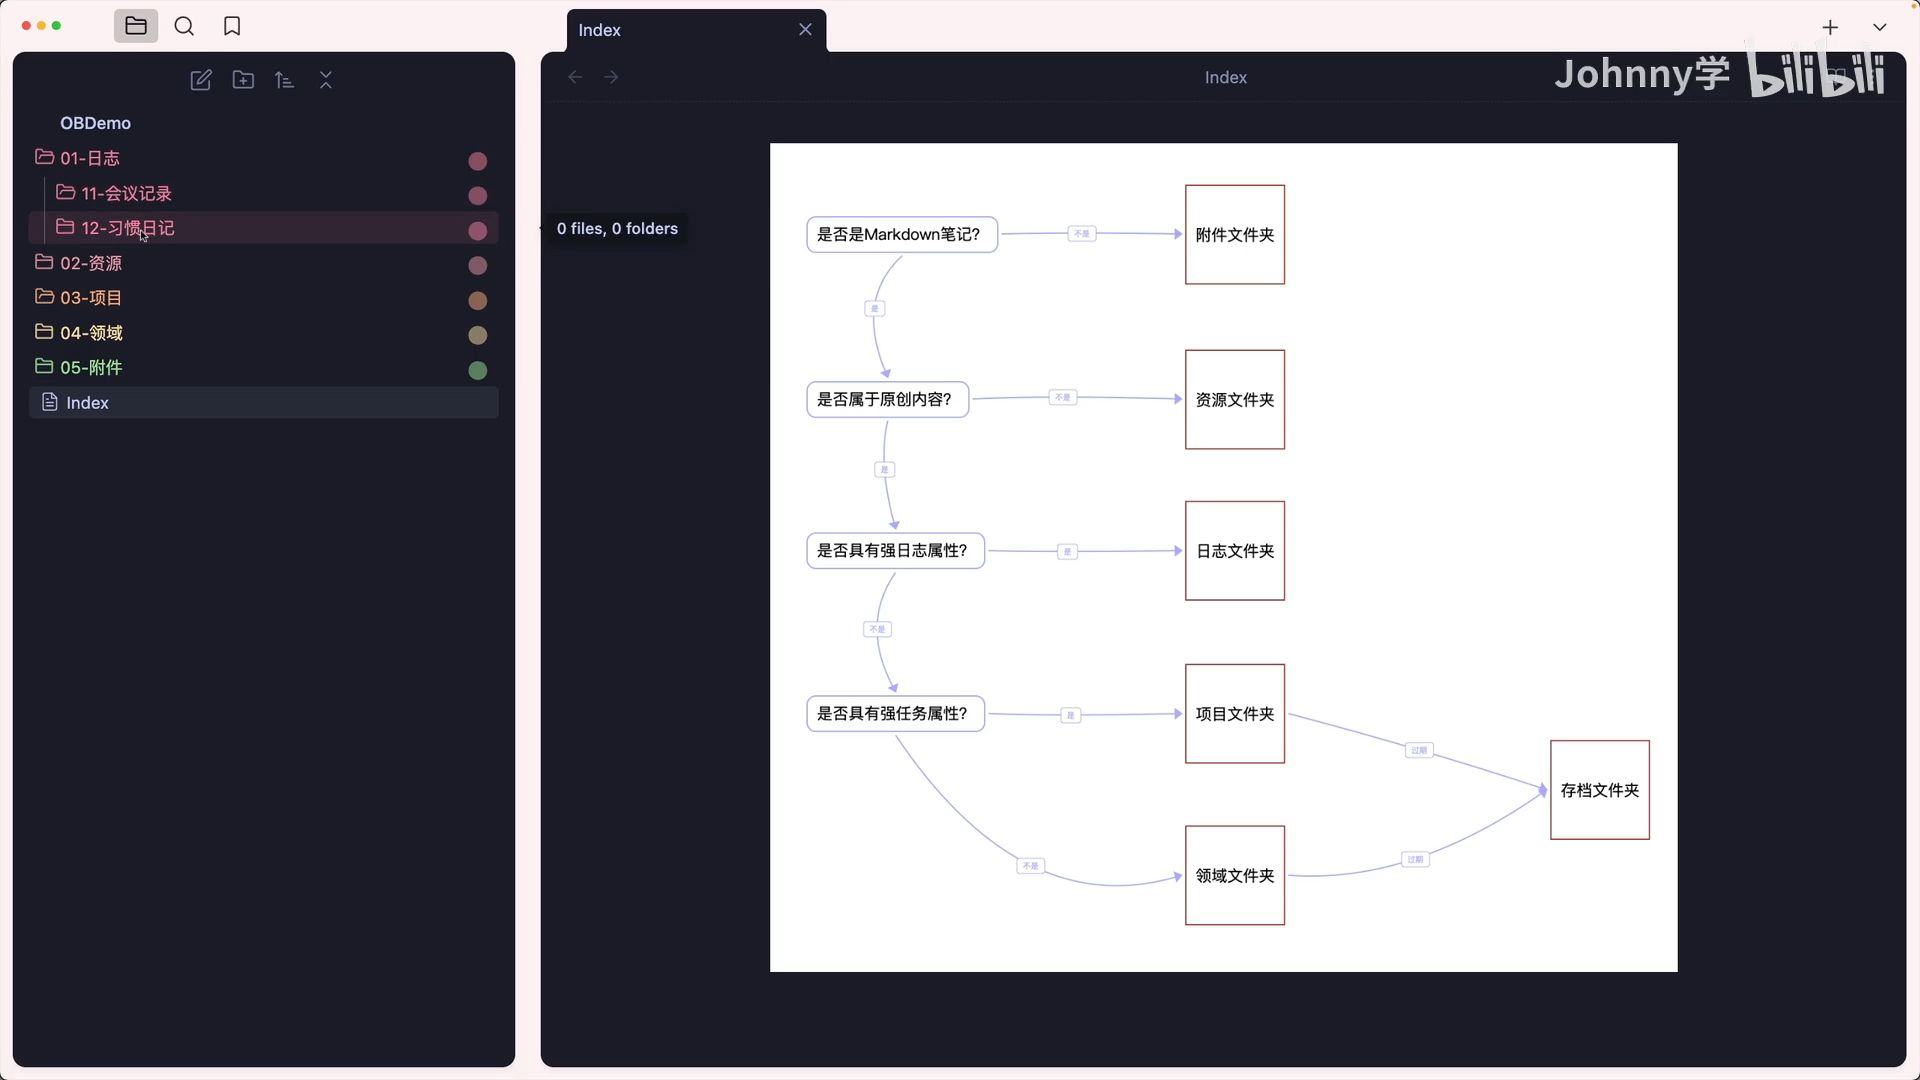 Index
Index
Johnny学 bilibili
OBDemo
01-日志
11-会议记录
12-习惯日记
02-资源
03-项目
04-领域
05-附件
Index
0 files, 0 folders
是否是Markdown笔记?
不是
附件文件夹
是
是否属于原创内容?
不是
资源文件夹
是
是否具有强日志属性?
是
日志文件夹
不是
是否具有强任务属性?
是
项目文件夹
过期
存档文件夹
不是
领域文件夹
过期